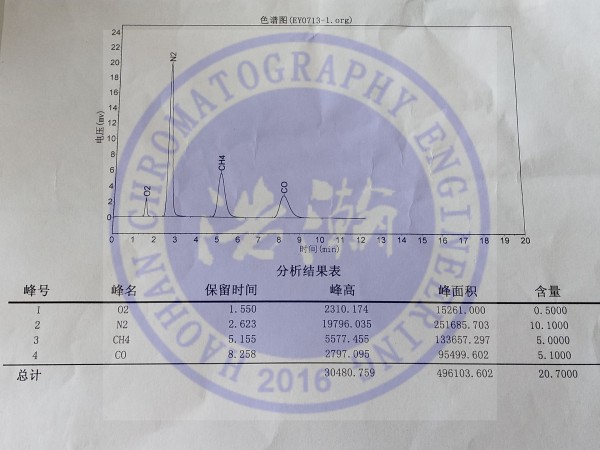 色谱图(EY0713-1.org)
24
22
20
18
16
14
12
10
8
6
4
2
0
电压(mv)
O2
N2
CH4
CO
0 1 2 3 4 5 6 7 8 9 10 11 12 13 14 15 16 17 18 19 20
时间(min)
分析结果表
峰号 峰名 保留时间 峰高 峰面积 含量
1 O2 1.550 2310.174 15261.000 0.5000
2 N2 2.623 19796.035 251685.703 10.1000
3 CH4 5.155 5577.455 133657.297 5.0000
4 CO 8.258 2797.095 95499.602 5.1000
总计 30480.759 496103.602 20.7000
HAOHAN CHROMATOGRAPHY ENGINEERING
浩瀚
2016